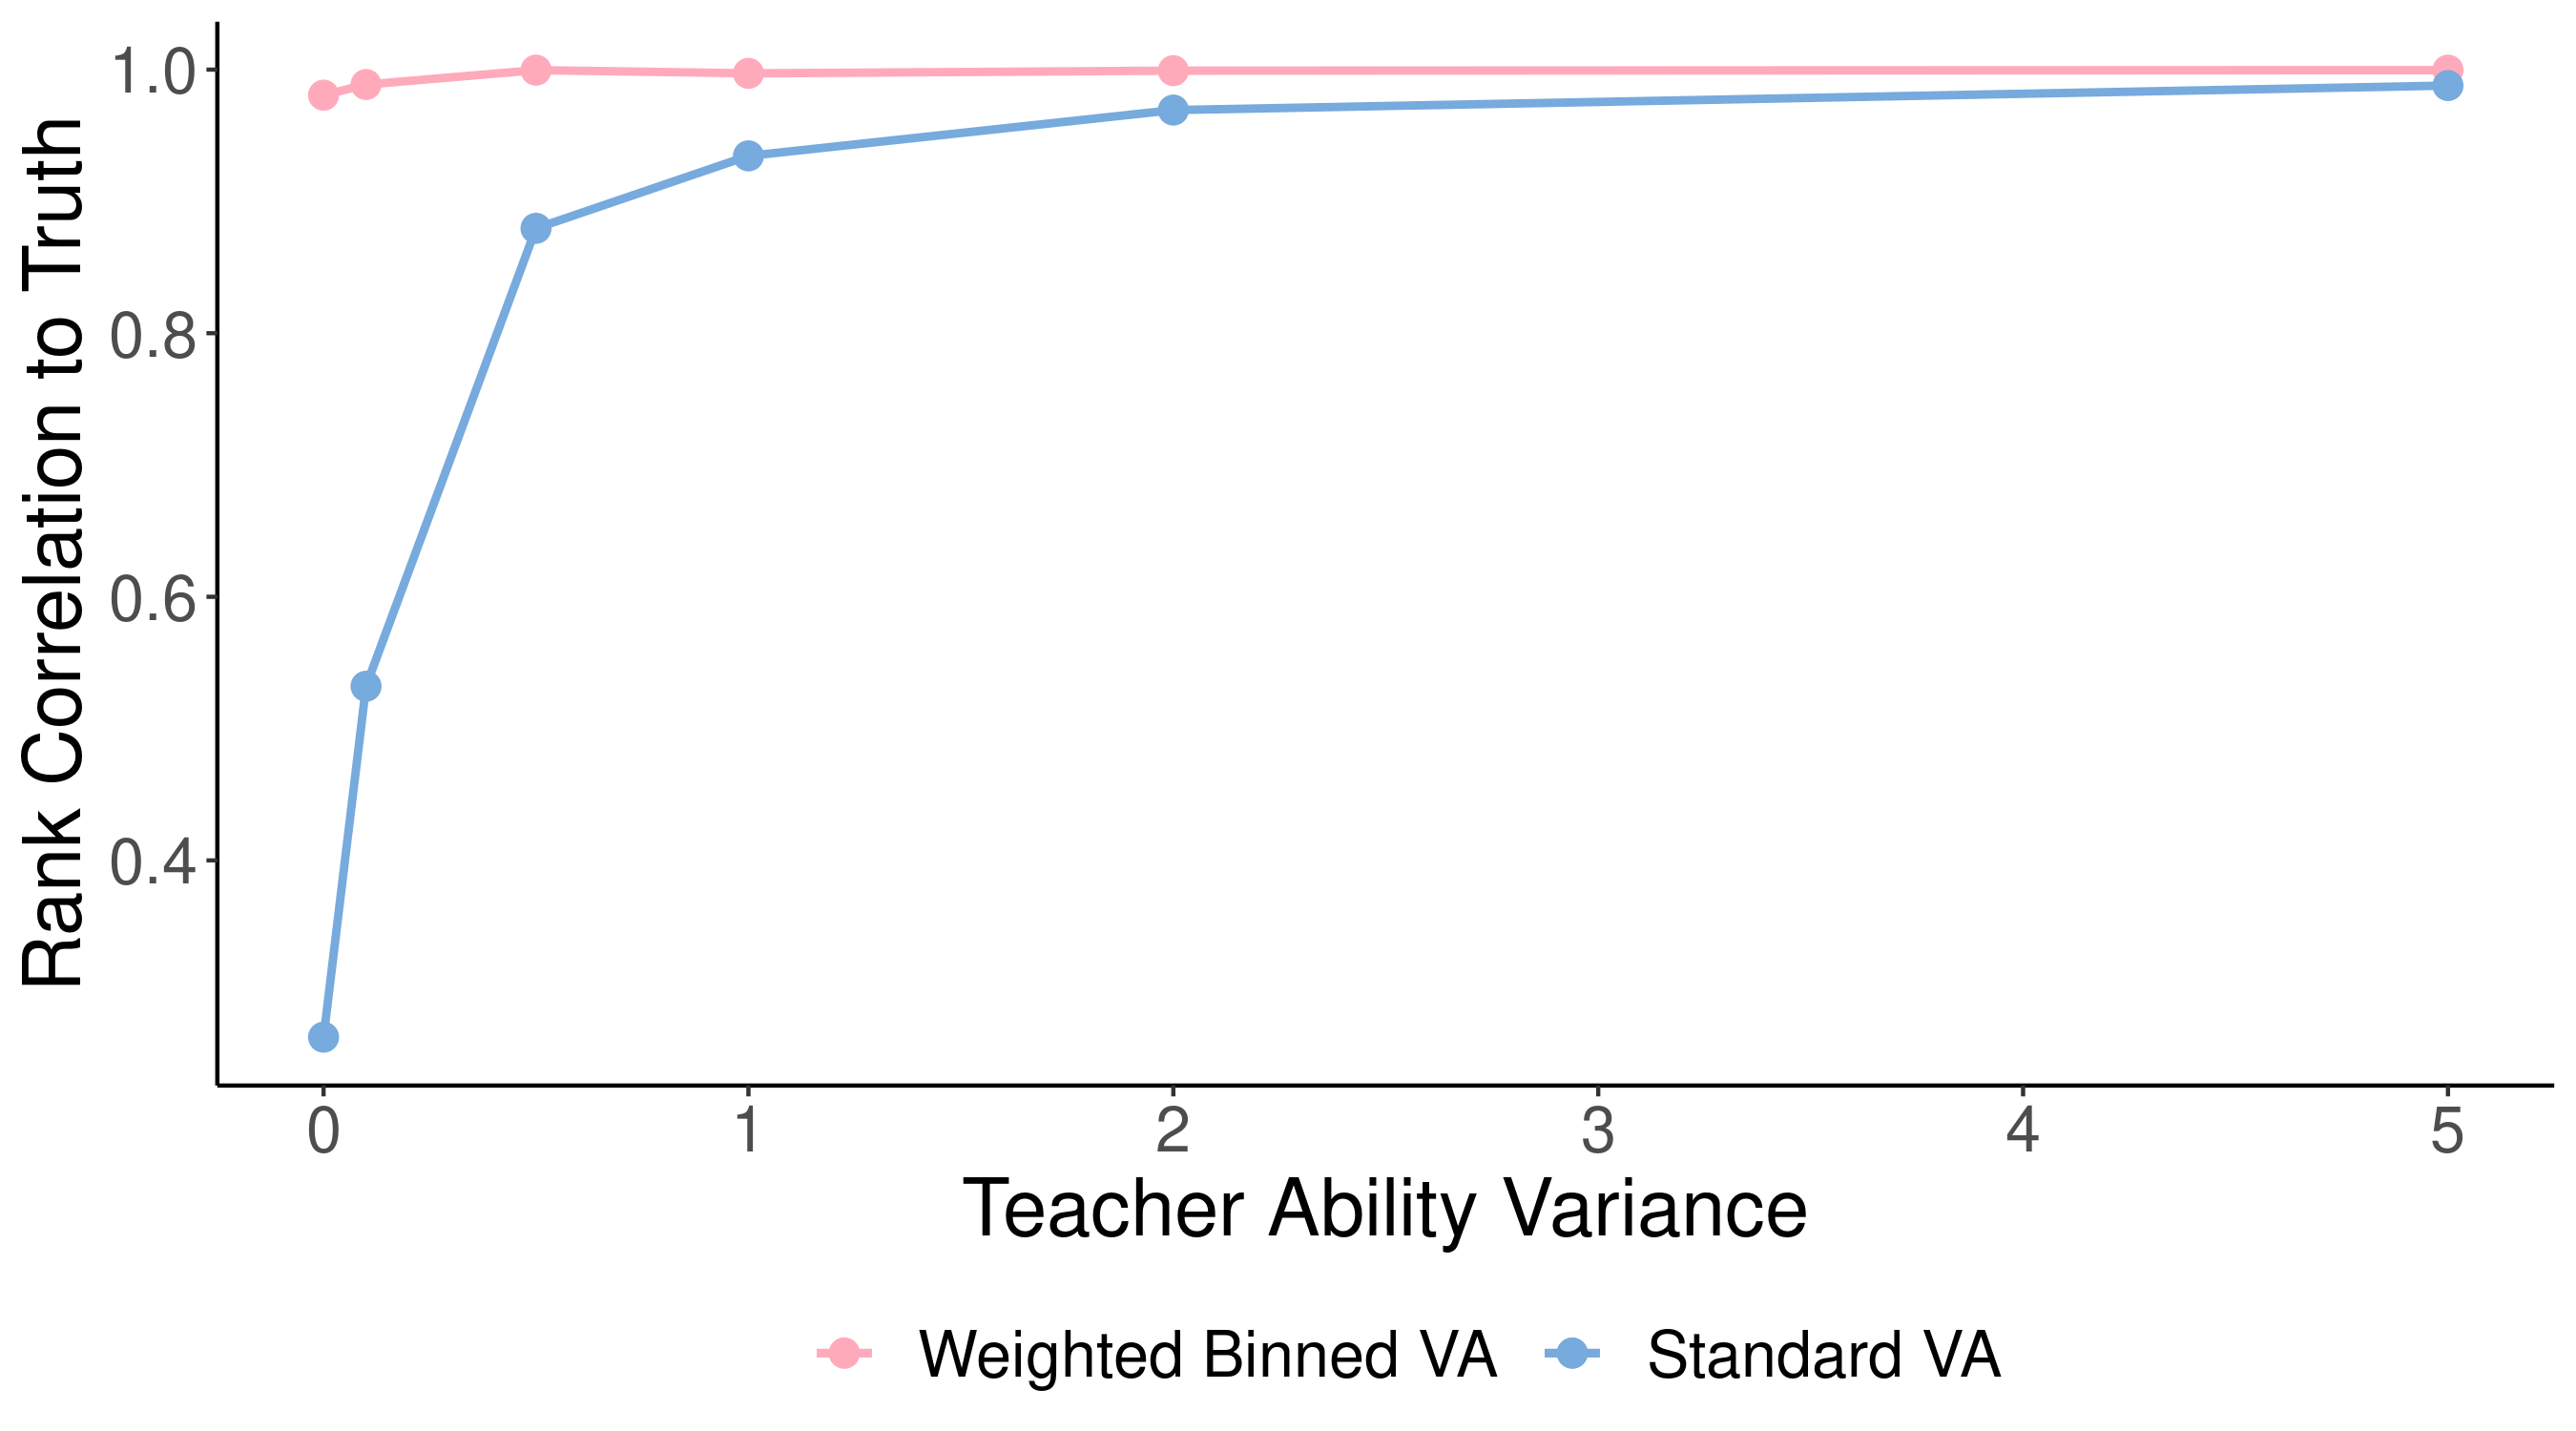 Rank Correlation to Truth
1.0
0.8
0.6
0.4
0 1 2 3 4 5
Teacher Ability Variance
Weighted Binned VA Standard VA